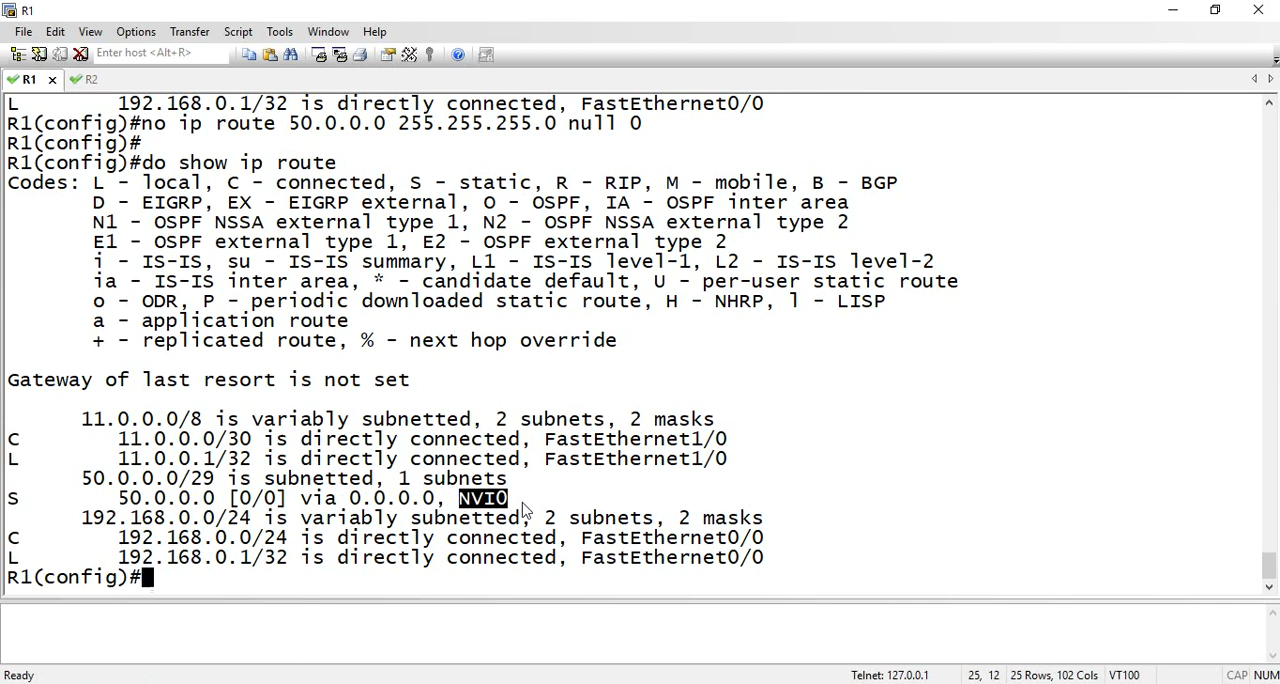 R1
File Edit View Options Transfer Script Tools Window Help
Enter host <Alt+R>
R1 R2
L 192.168.0.1/32 is directly connected, FastEthernet0/0
R1(config)#no ip route 50.0.0.0 255.255.255.0 null 0
R1(config)#
R1(config)#do show ip route
Codes: L - local, C - connected, S - static, R - RIP, M - mobile, B - BGP
D - EIGRP, EX - EIGRP external, O - OSPF, IA - OSPF inter area
N1 - OSPF NSSA external type 1, N2 - OSPF NSSA external type 2
E1 - OSPF external type 1, E2 - OSPF external type 2
i - IS-IS, su - IS-IS summary, L1 - IS-IS level-1, L2 - IS-IS level-2
ia - IS-IS inter area, * - candidate default, U - per-user static route
o - ODR, P - periodic downloaded static route, H - NHRP, l - LISP
a - application route
+ - replicated route, % - next hop override
Gateway of last resort is not set
11.0.0.0/8 is variably subnetted, 2 subnets, 2 masks
C 11.0.0.0/30 is directly connected, FastEthernet1/0
L 11.0.0.1/32 is directly connected, FastEthernet1/0
50.0.0.0/29 is subnetted, 1 subnets
S 50.0.0.0 [0/0] via 0.0.0.0, NVI0
192.168.0.0/24 is variably subnetted, 2 subnets, 2 masks
C 192.168.0.0/24 is directly connected, FastEthernet0/0
L 192.168.0.1/32 is directly connected, FastEthernet0/0
R1(config)#
Ready Telnet: 127.0.0.1 25, 12 25 Rows, 102 Cols VT100 CAP NUM